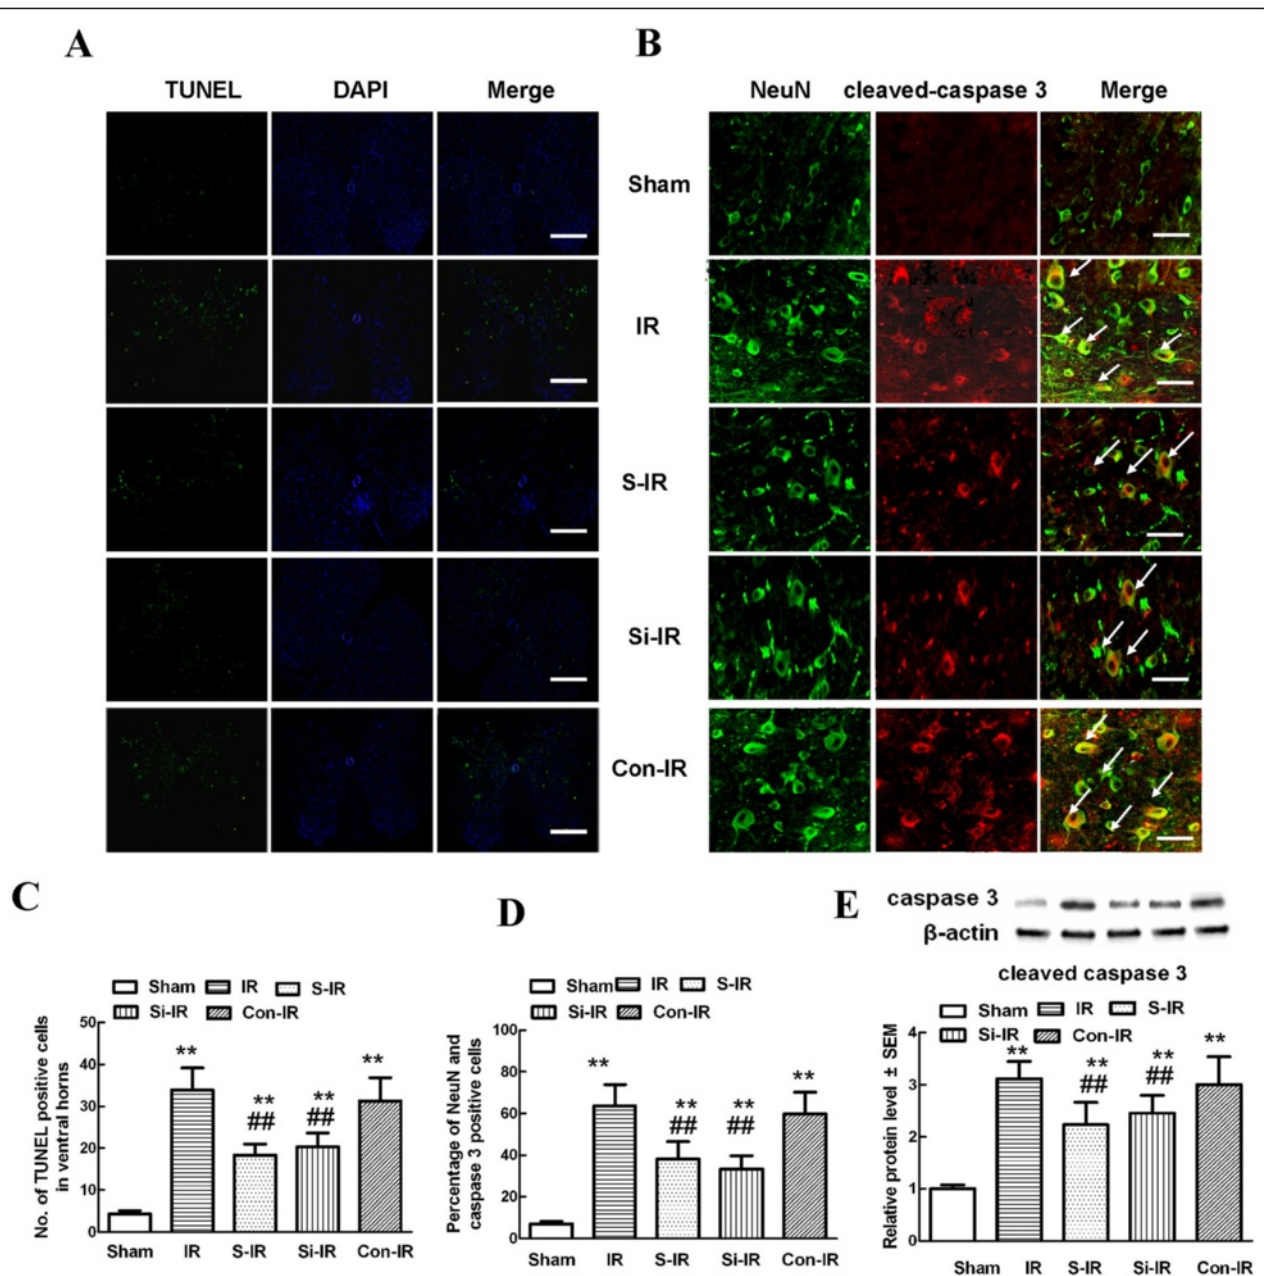 A
B
TUNEL DAPI Merge
NeuN cleaved-caspase 3 Merge
Sham
IR
S-IR
Si-IR
Con-IR
C
Sham IR S-IR
Si-IR Con-IR
No. of TUNEL positive cells
in ventral horns
50
40
30
20
10
0
**
**
##
**
##
**
Sham IR S-IR Si-IR Con-IR
D
Sham IR S-IR
Si-IR Con-IR
Percentage of NeuN and
caspase 3 positive cells
100
80
60
40
20
0
**
**
##
**
##
**
Sham IR S-IR Si-IR Con-IR
E
caspase 3
β-actin
cleaved caspase 3
Sham IR S-IR
Si-IR Con-IR
Relative protein level ± SEM
4
3
2
1
0
**
**
##
**
##
**
Sham IR S-IR Si-IR Con-IR